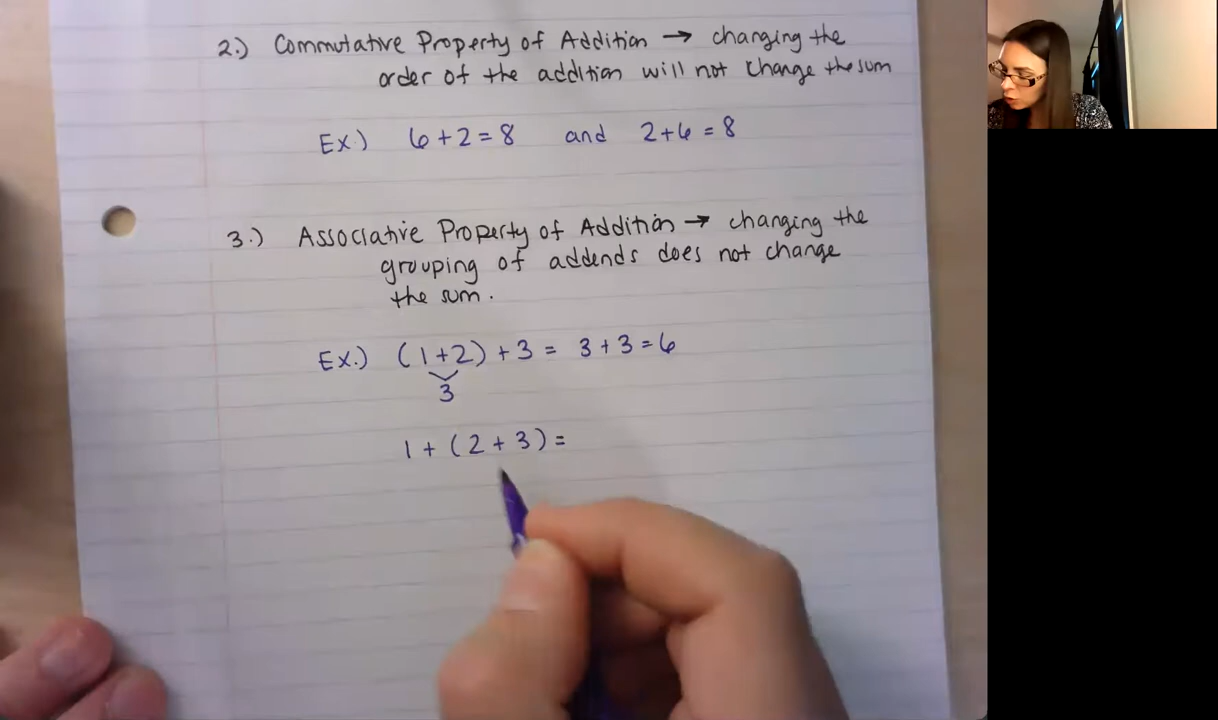 2.) Commutative Property of Addition → changing the
order of the addition will not change the sum
Ex.) 6+2=8 and 2+6=8
3.) Associative Property of Addition → changing the
grouping of addends does not change
the sum.
Ex.) (1+2)+3 = 3+3=6
3
1+(2+3)=